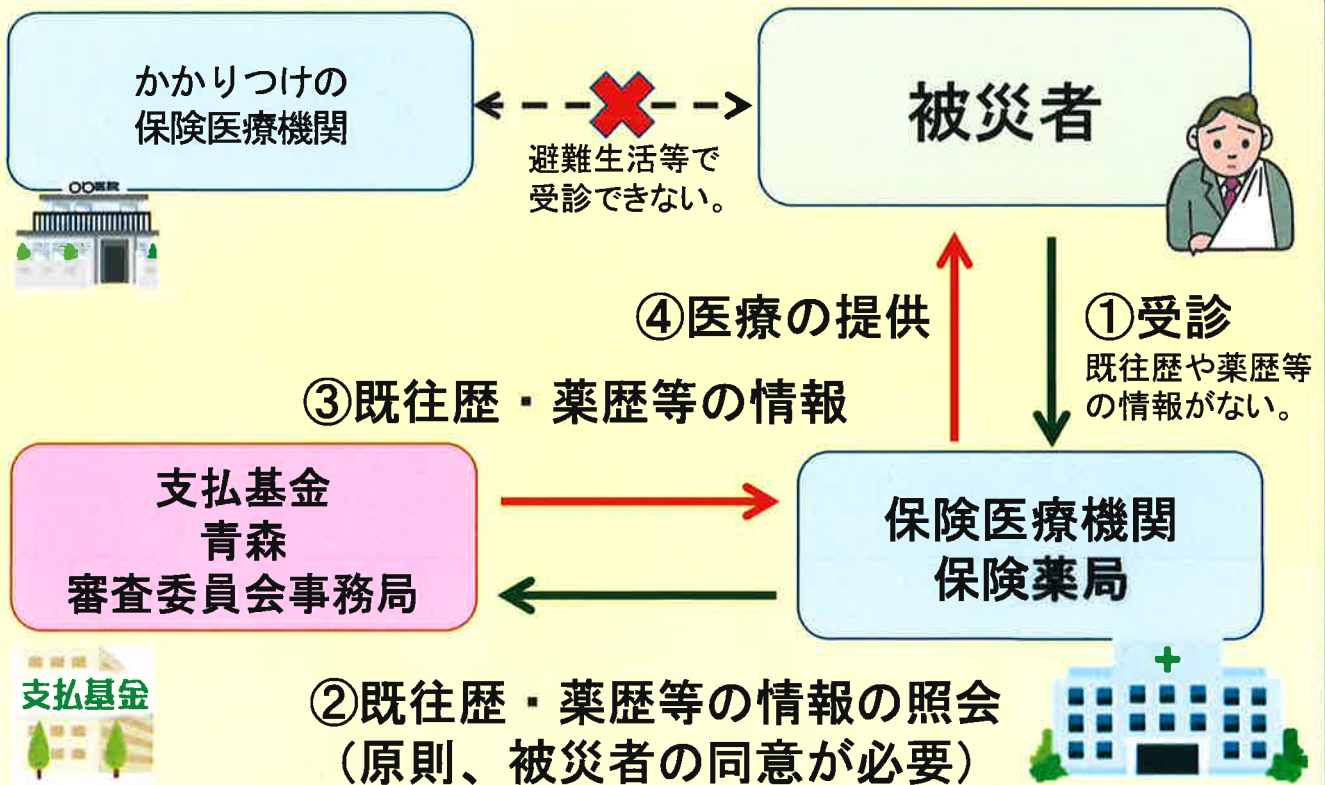 かかりつけの
保険医療機関
〇〇医院
避難生活等で
受診できない。
被災者
④医療の提供
①受診
既往歴や薬歴等
の情報がない。
③既往歴・薬歴等の情報
支払基金
青森
審査委員会事務局
保険医療機関
保険薬局
支払基金
②既往歴・薬歴等の情報の照会
（原則、被災者の同意が必要）